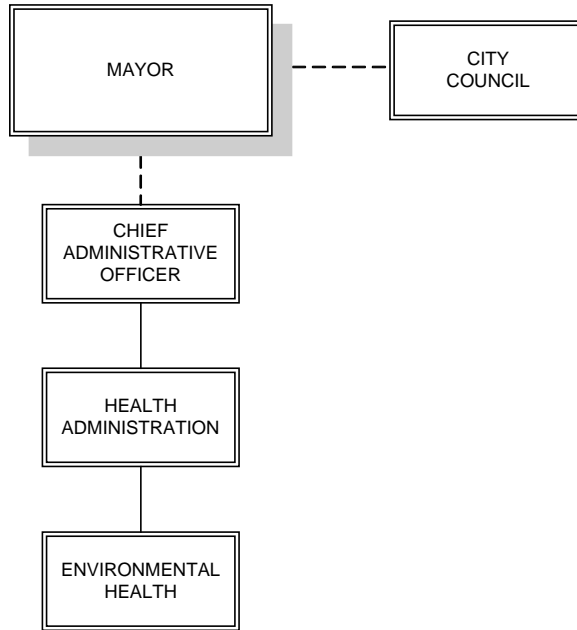 MAYOR
CITY
COUNCIL
CHIEF
ADMINISTRATIVE
OFFICER
HEALTH
ADMINISTRATION
ENVIRONMENTAL
HEALTH